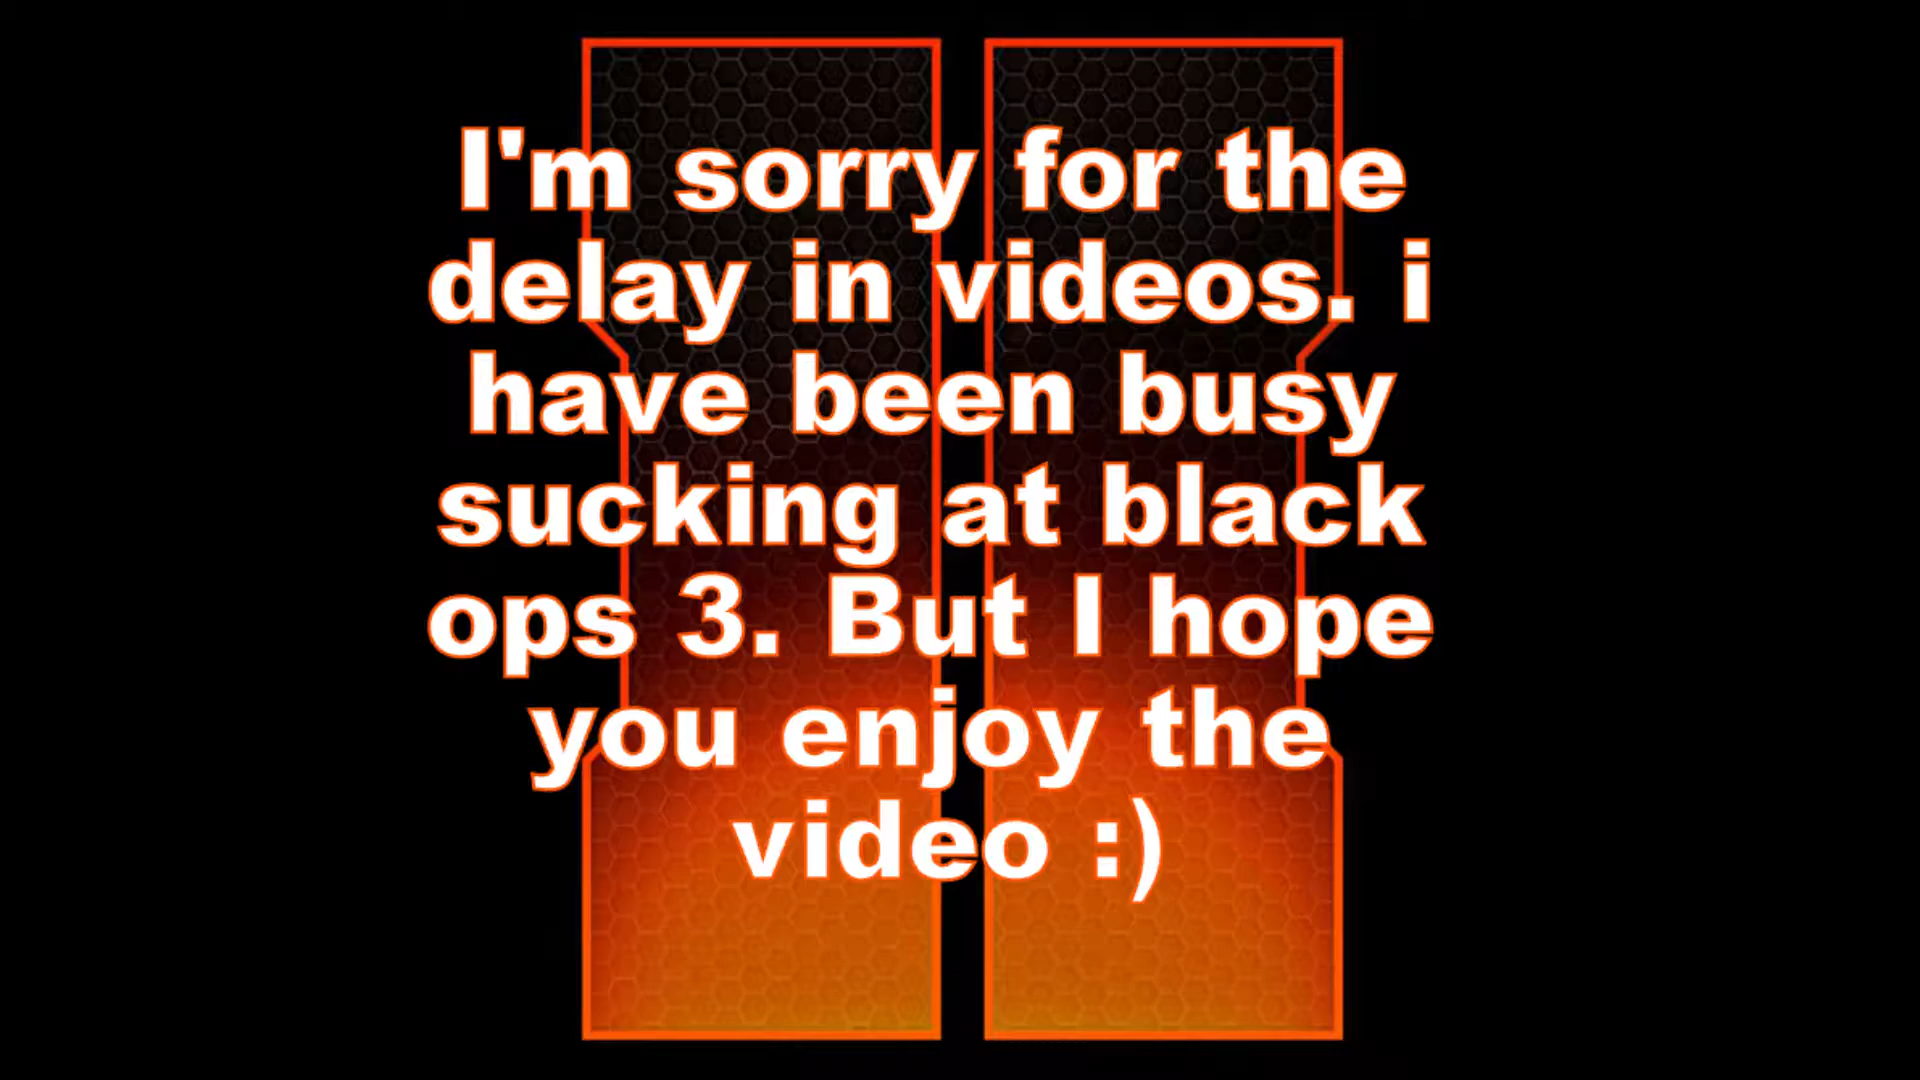 I'm sorry for the
delay in videos. i
have been busy
sucking at black
ops 3. But I hope
you enjoy the
video :)